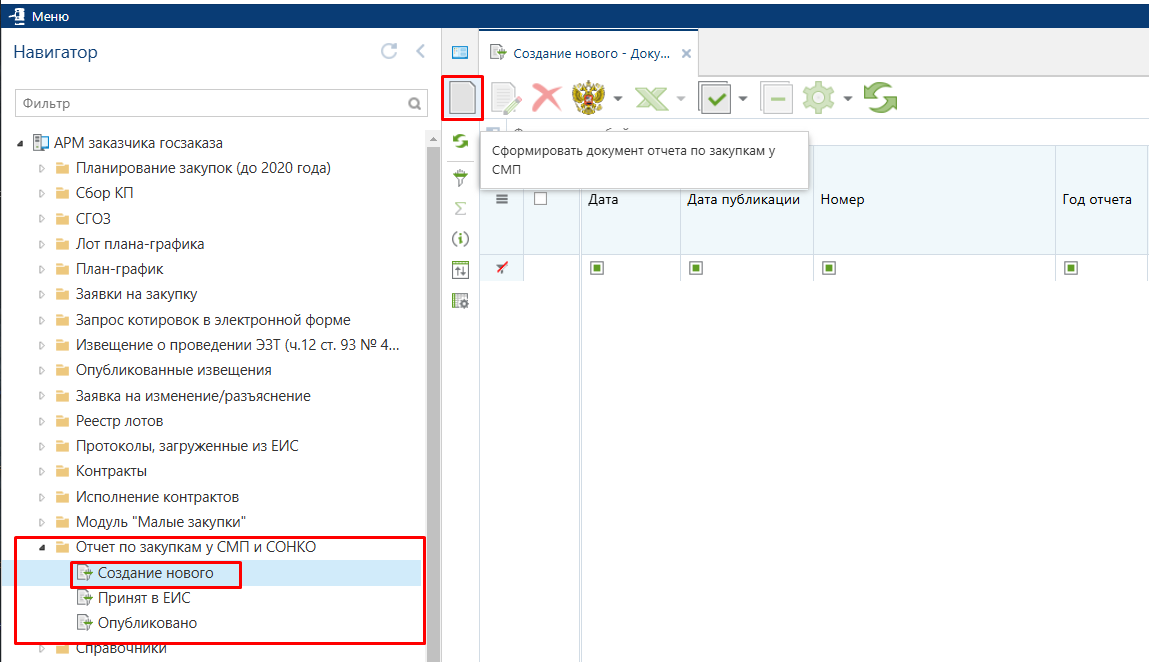 Меню
Навигатор
Создание нового - Доку...
Фильтр
АРМ заказчика госзаказа
Планирование закупок (до 2020 года)
Сбор КП
СГОЗ
Лот плана-графика
План-график
Заявки на закупку
Запрос котировок в электронной форме
Извещение о проведении ЭЗТ (ч.12 ст. 93 № 4...
Опубликованные извещения
Заявка на изменение/разъяснение
Реестр лотов
Протоколы, загруженные из ЕИС
Контракты
Исполнение контрактов
Модуль "Малые закупки"
Отчет по закупкам у СМП и СОНКО
Создание нового
Принят в ЕИС
Опубликовано
Справочники
Сформировать документ отчета по закупкам у
СМП
Дата
Дата публикации
Номер
Год отчета